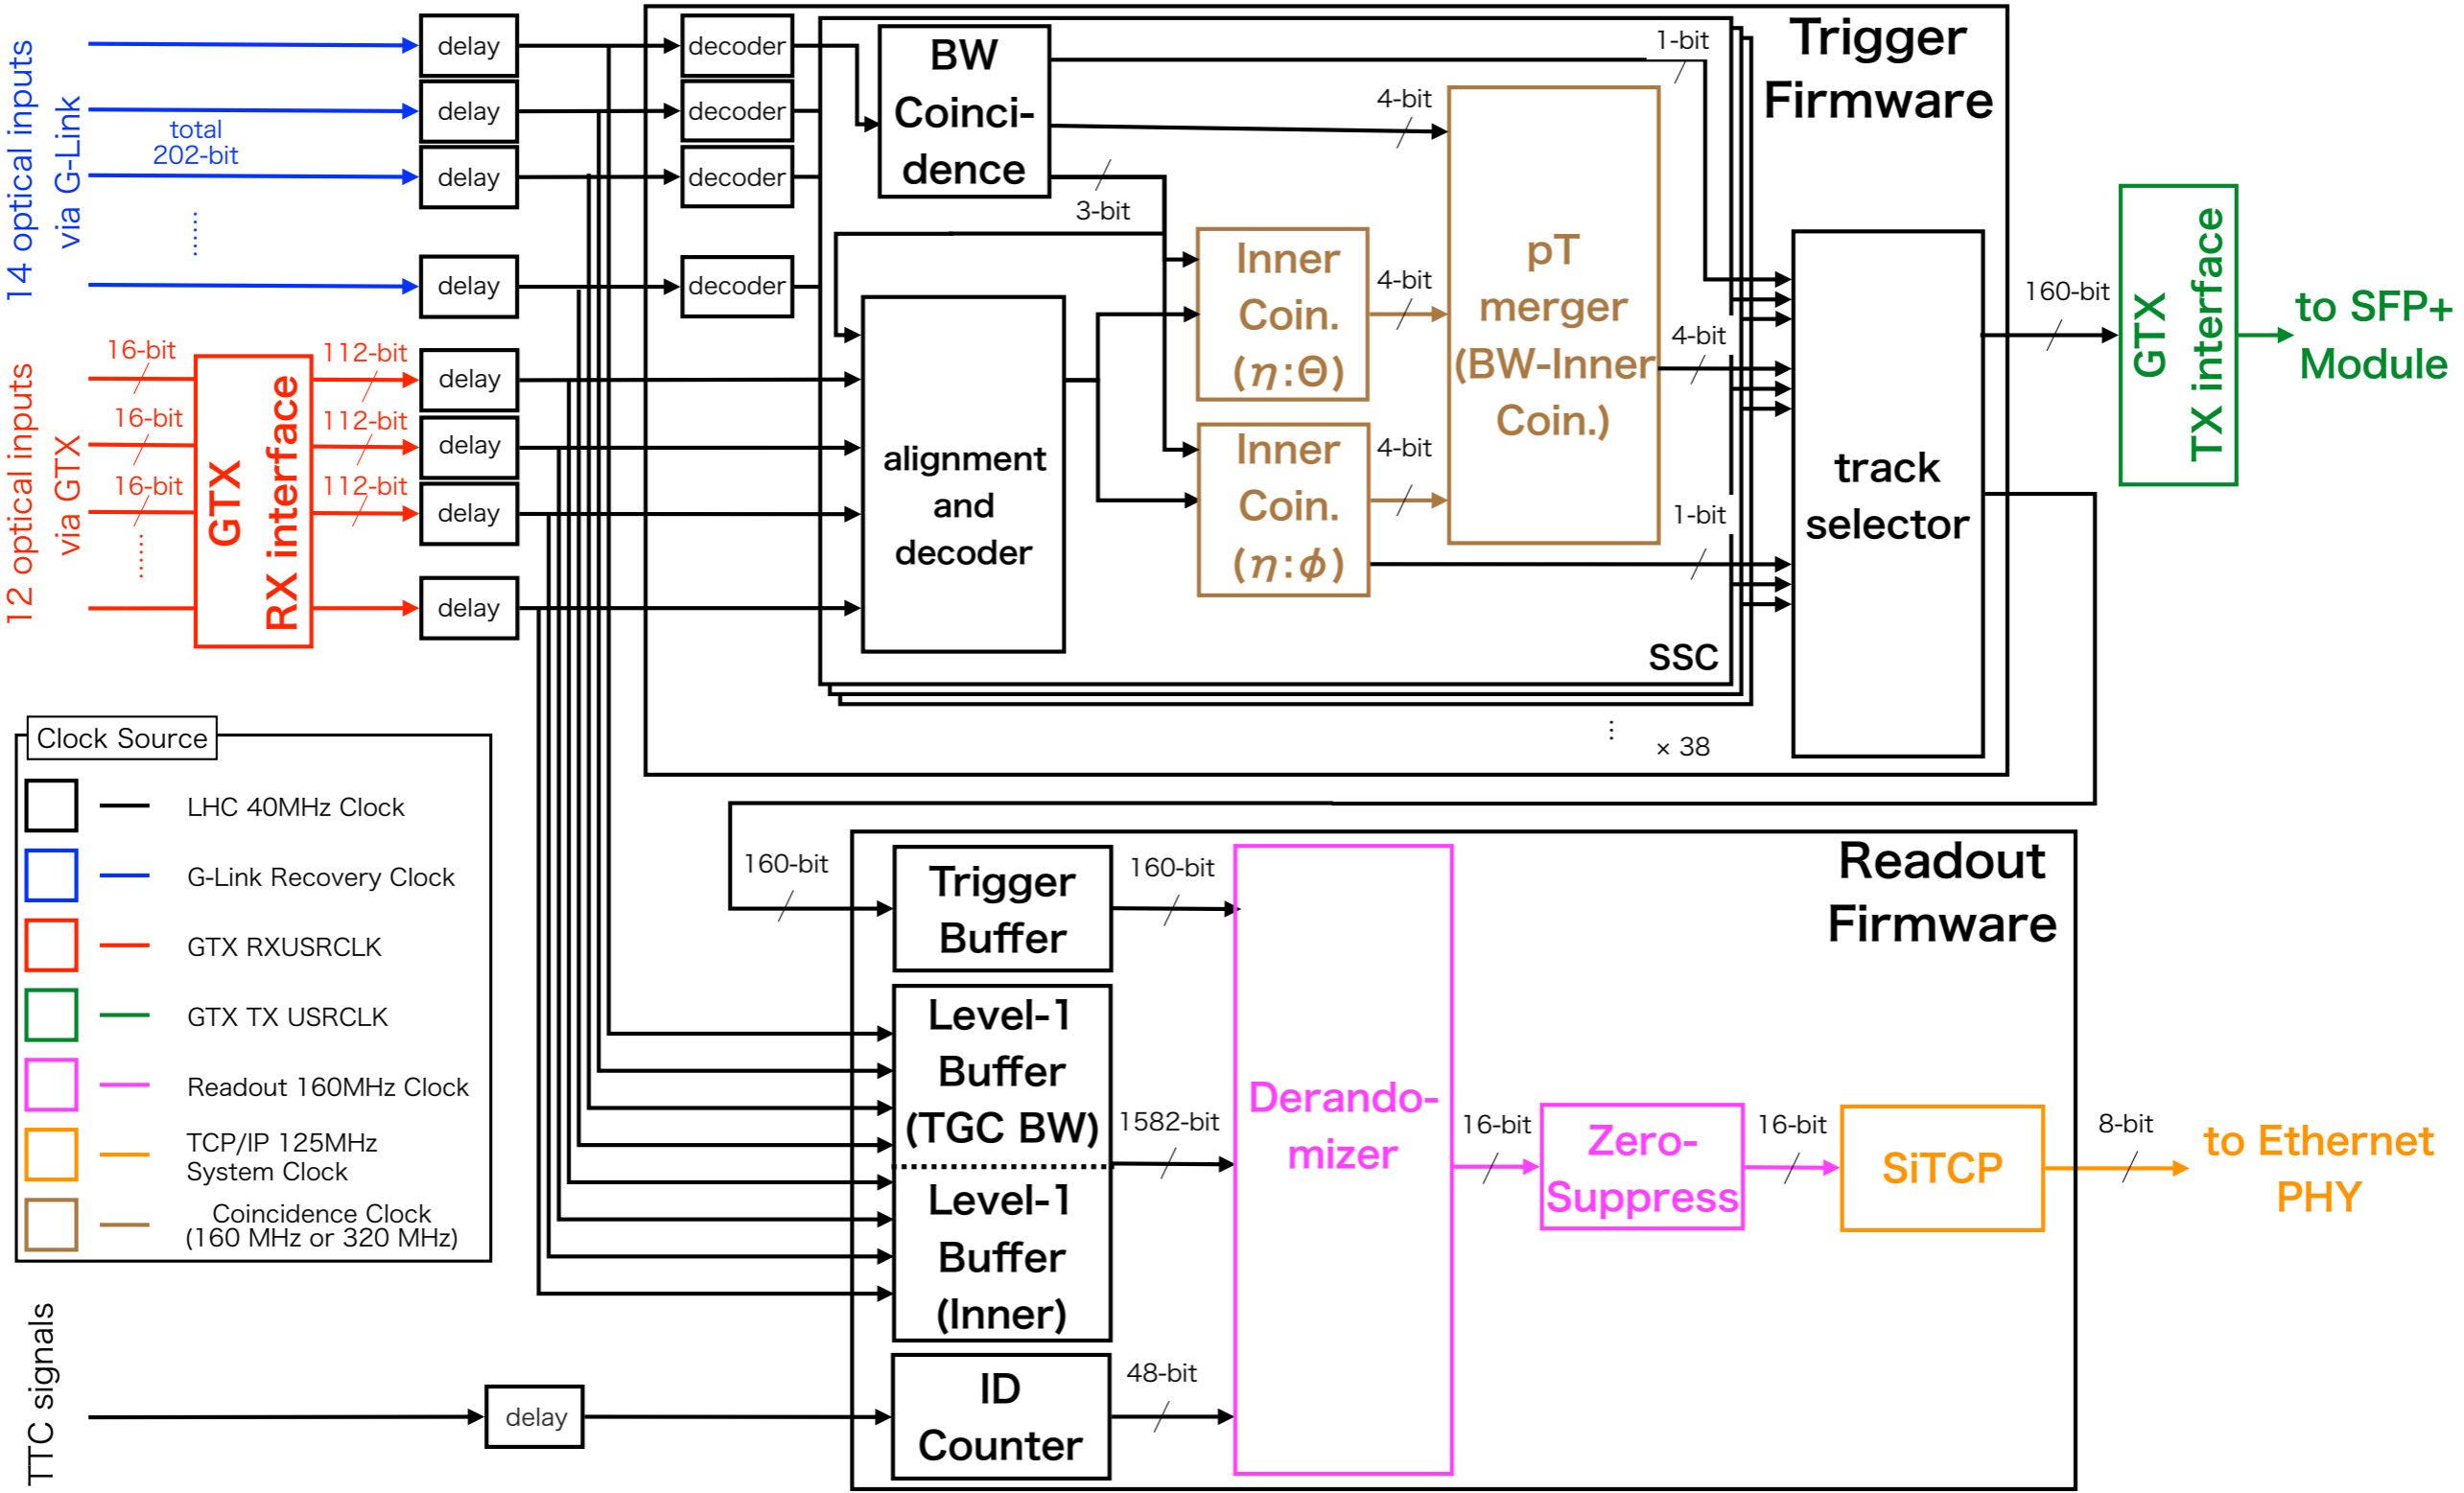 14 optical inputs
via G-Link
total
202-bit
......
delay
delay
delay
delay
decoder
decoder
decoder
decoder
12 optical inputs
via GTX
16-bit
16-bit
16-bit
......
GTX
RX interface
112-bit
112-bit
112-bit
delay
delay
delay
delay
Trigger
Firmware
BW
Coinci-
dence
1-bit
4-bit
3-bit
alignment
and
decoder
Inner
Coin.
(η:Θ)
4-bit
Inner
Coin.
(η:ϕ)
4-bit
pT
merger
(BW-Inner
Coin.)
4-bit
1-bit
SSC
...
× 38
track
selector
160-bit
GTX
TX interface
to SFP+
Module
Clock Source
LHC 40MHz Clock
G-Link Recovery Clock
GTX RXUSRCLK
GTX TX USRCLK
Readout 160MHz Clock
TCP/IP 125MHz
System Clock
Coincidence Clock
(160 MHz or 320 MHz)
Readout
Firmware
160-bit
Trigger
Buffer
160-bit
Level-1
Buffer
(TGC BW)
1582-bit
Level-1
Buffer
(Inner)
TTC signals
delay
ID
Counter
48-bit
Derando-
mizer
16-bit
Zero-
Suppress
16-bit
SiTCP
8-bit
to Ethernet
PHY